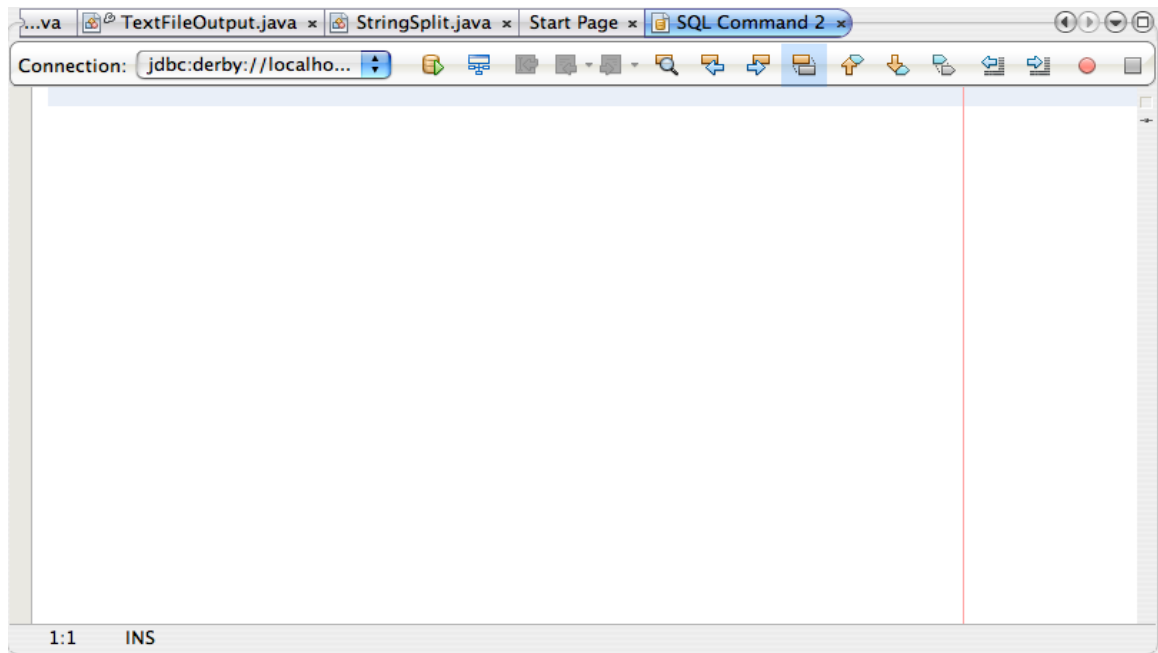 ...va TextFileOutput.java StringSplit.java Start Page SQL Command 2
Connection: jdbc:derby://localho...
1:1 INS